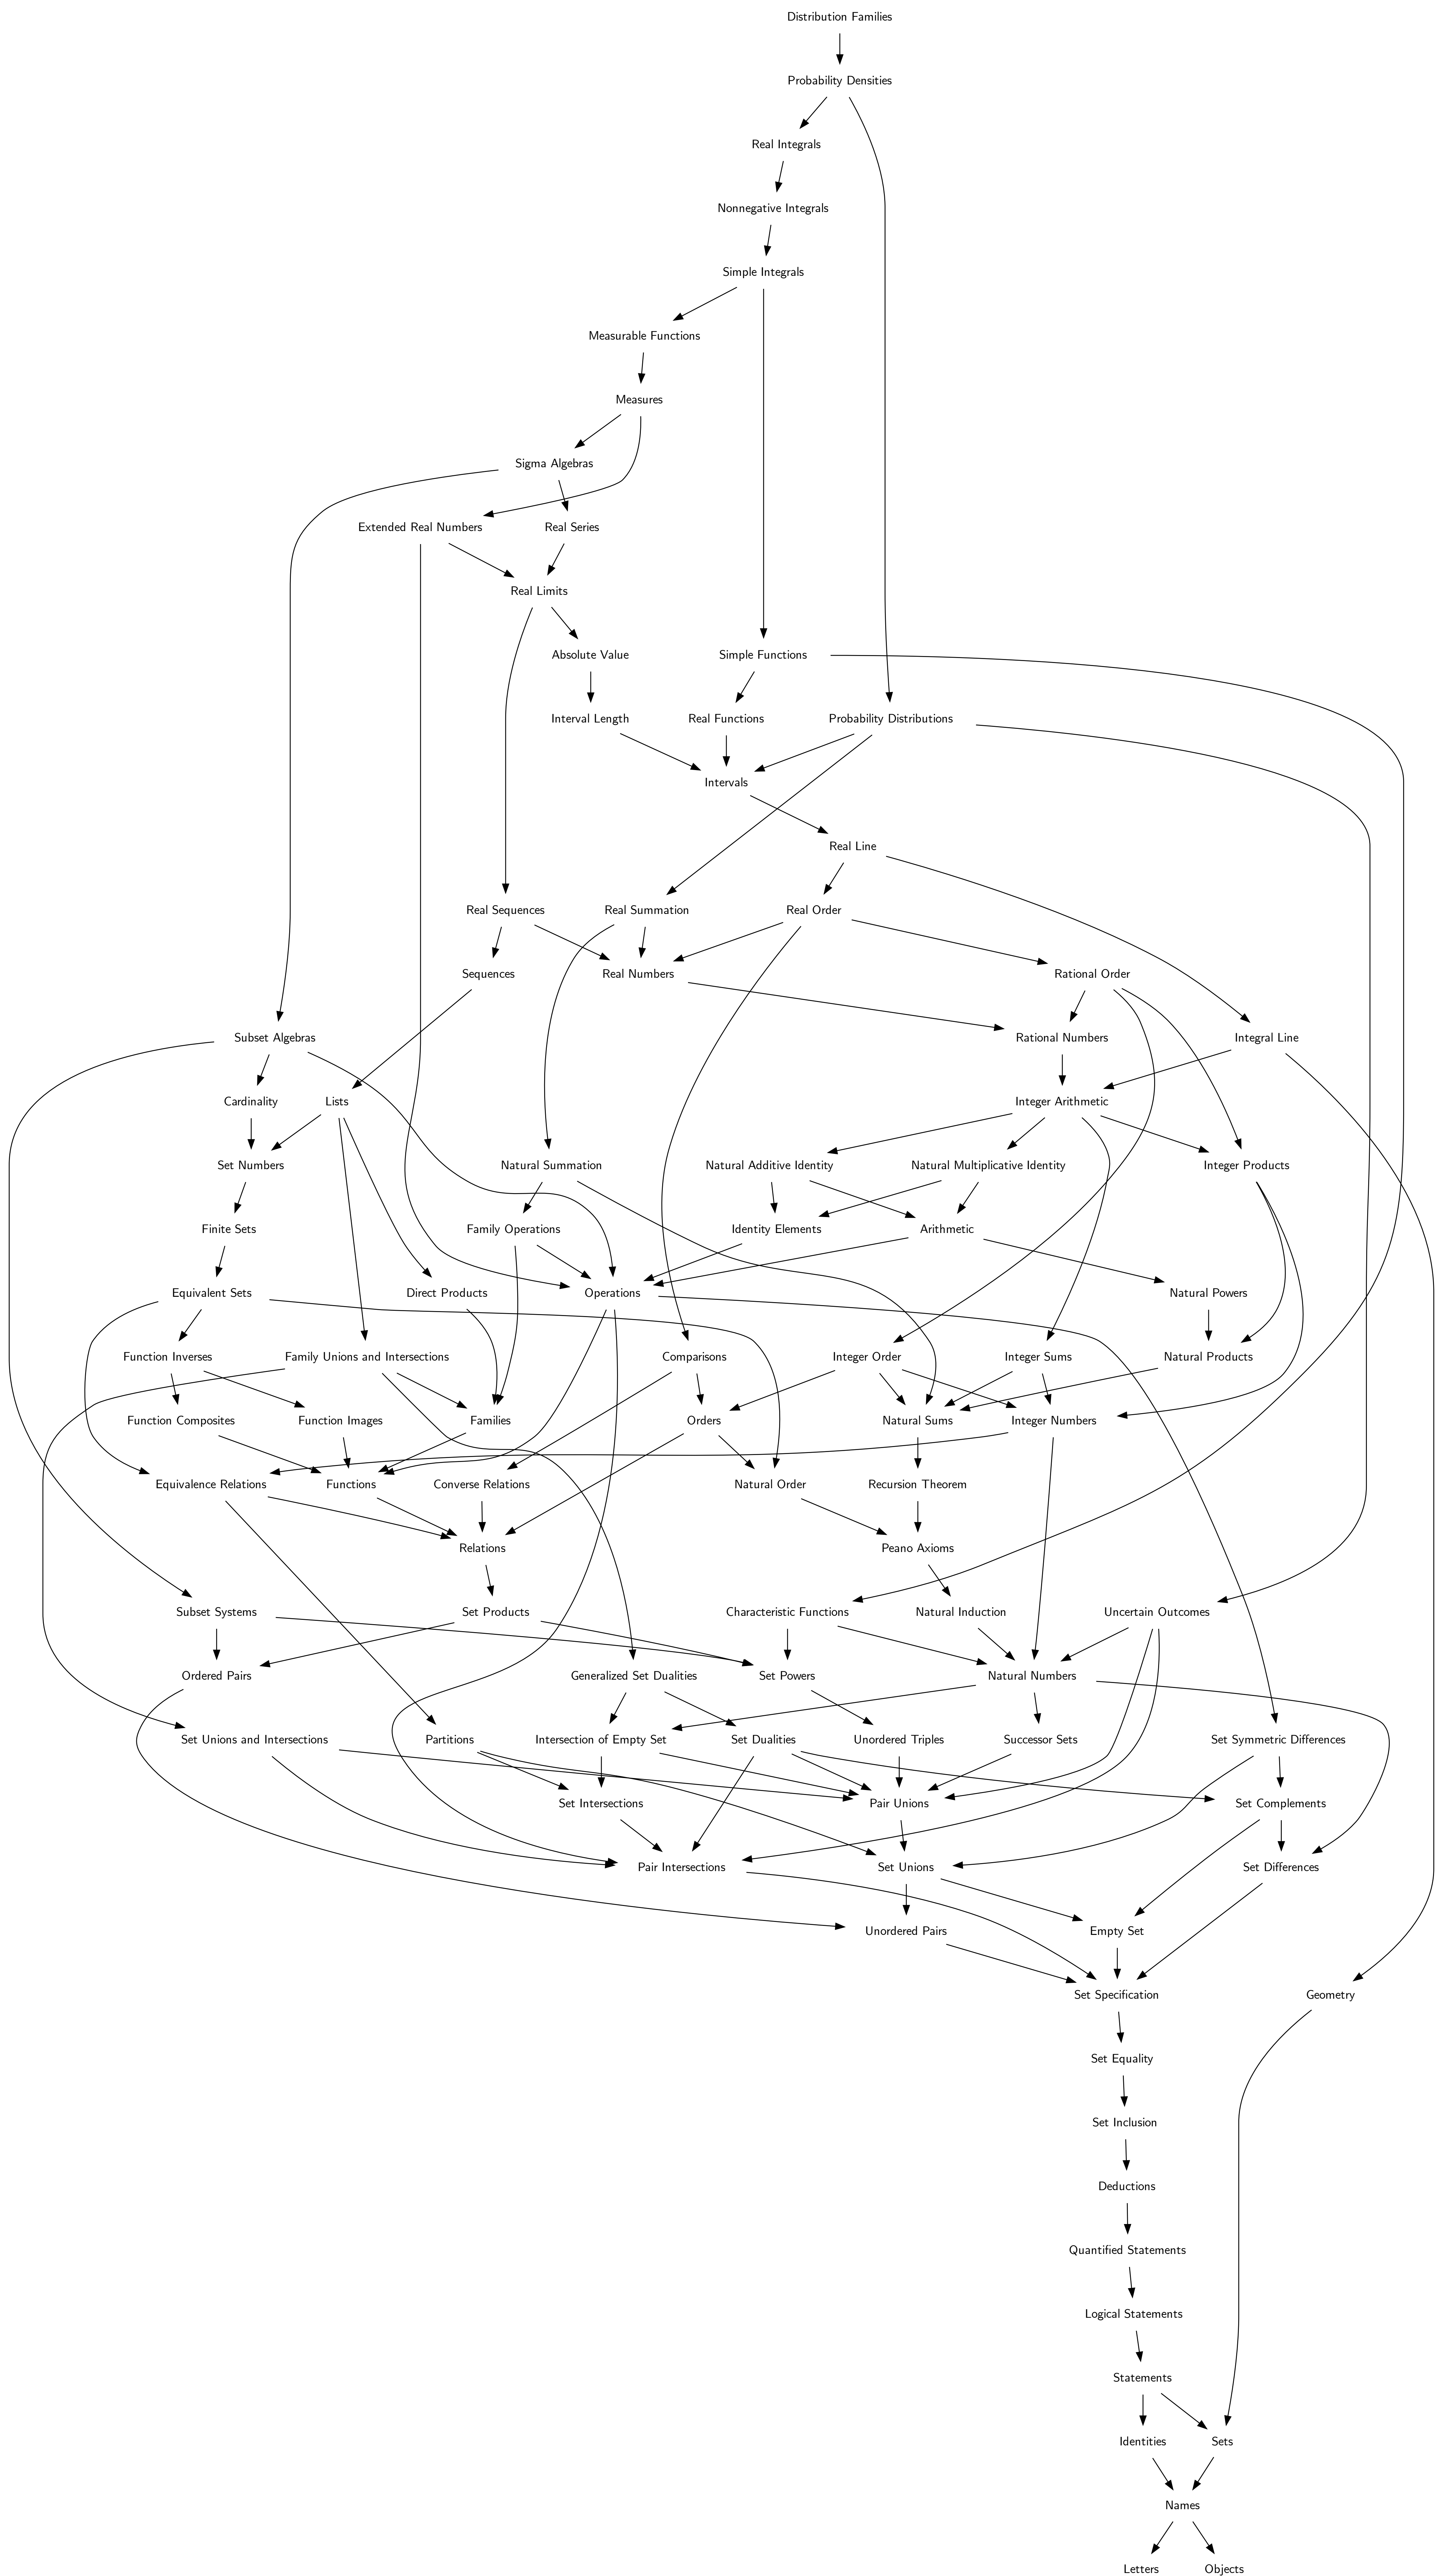 Distribution Families
Probability Densities
Real Integrals
Nonnegative Integrals
Simple Integrals
Measurable Functions
Measures
Sigma Algebras
Extended Real Numbers
Real Series
Real Limits
Absolute Value
Simple Functions
Interval Length
Real Functions
Probability Distributions
Intervals
Real Line
Real Sequences
Real Summation
Real Order
Sequences
Real Numbers
Rational Order
Subset Algebras
Rational Numbers
Integral Line
Cardinality
Lists
Integer Arithmetic
Set Numbers
Natural Summation
Natural Additive Identity
Natural Multiplicative Identity
Integer Products
Finite Sets
Family Operations
Identity Elements
Arithmetic
Equivalent Sets
Direct Products
Operations
Natural Powers
Function Inverses
Family Unions and Intersections
Comparisons
Integer Order
Integer Sums
Natural Products
Function Composites
Function Images
Families
Orders
Natural Sums
Integer Numbers
Equivalence Relations
Functions
Converse Relations
Natural Order
Recursion Theorem
Relations
Peano Axioms
Subset Systems
Set Products
Characteristic Functions
Natural Induction
Uncertain Outcomes
Ordered Pairs
Generalized Set Dualities
Set Powers
Natural Numbers
Set Unions and Intersections
Partitions
Intersection of Empty Set
Set Dualities
Unordered Triples
Successor Sets
Set Symmetric Differences
Set Intersections
Pair Unions
Set Complements
Pair Intersections
Set Unions
Set Differences
Unordered Pairs
Empty Set
Set Specification
Geometry
Set Equality
Set Inclusion
Deductions
Quantified Statements
Logical Statements
Statements
Identities
Sets
Names
Letters
Objects